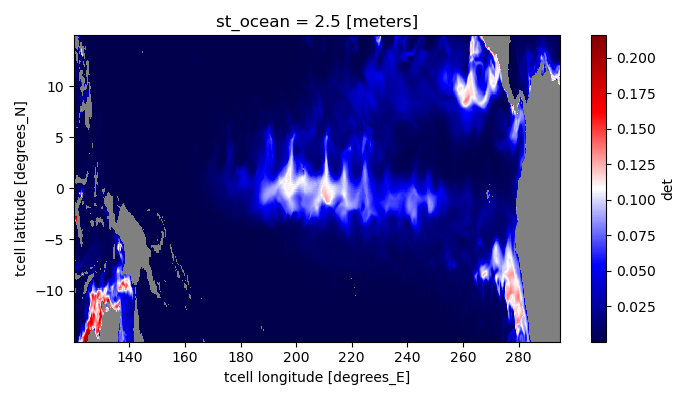 st_ocean = 2.5 [meters]
10
5
0
−5
−10
tcell latitude [degrees_N]
140 160 180 200 220 240 260 280
tcell longitude [degrees_E]
0.200
0.175
0.150
0.125
0.100
0.075
0.050
0.025
det